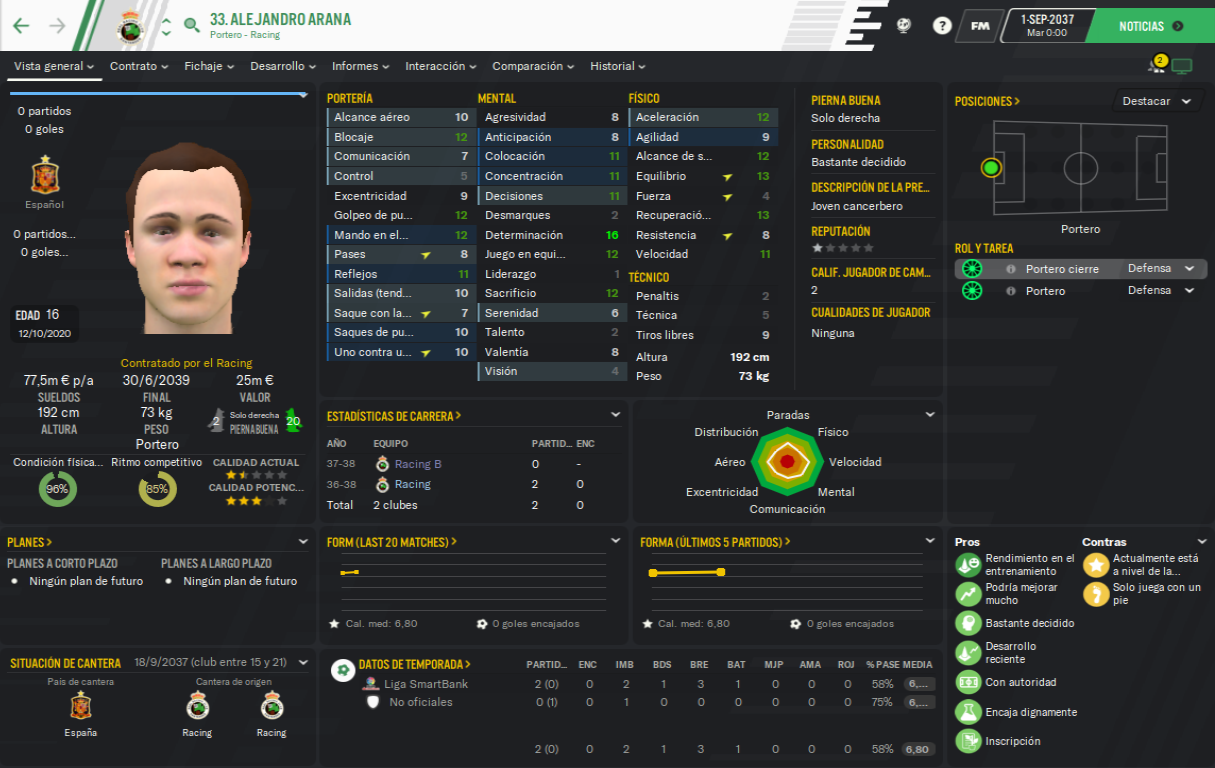 33. ALEJANDRO ARANA
Portero - Racing
FM
1-SEP-2037
Mar 0:00
NOTICIAS
Vista general
Contrato
Fichaje
Desarrollo
Informes
Interacción
Comparación
Historial
2
0 partidos
0 goles
Español
0 partidos...
0 goles...
EDAD 16
12/10/2020
Contratado por el Racing
77,5m € p/a 30/6/2039 25m €
SUELDOS FINAL VALOR
192 cm 73 kg 2 Solo derecha 20
ALTURA PESO PIERNA BUENA
Portero
Condición física... Ritmo competitivo CALIDAD ACTUAL
96% 85% CALIDAD POTENC...
PORTERÍA
Alcance aéreo 10
Blocaje 12
Comunicación 7
Control 5
Excentricidad 9
Golpeo de pu... 12
Mando en el... 12
Pases 8
Reflejos 11
Salidas (tend... 10
Saque con la... 7
Saques de pu... 10
Uno contra u... 10
MENTAL
Agresividad 8
Anticipación 8
Colocación 11
Concentración 11
Decisiones 11
Desmarques 2
Determinación 16
Juego en equi... 12
Liderazgo 1
Sacrificio 12
Serenidad 6
Talento 2
Valentía 8
Visión 4
FÍSICO
Aceleración 12
Agilidad 9
Alcance de s... 12
Equilibrio 13
Fuerza 4
Recuperació... 13
Resistencia 8
Velocidad 11
TÉCNICO
Penaltis 2
Técnica 5
Tiros libres 9
Altura 192 cm
Peso 73 kg
PIERNA BUENA
Solo derecha
PERSONALIDAD
Bastante decidido
DESCRIPCIÓN DE LA PRE...
Joven cancerbero
REPUTACIÓN
CALIF. JUGADOR DE CAM...
2
CUALIDADES DE JUGADOR
Ninguna
POSICIONES >
Destacar
Portero
ROL Y TAREA
Portero cierre Defensa
Portero Defensa
ESTADÍSTICAS DE CARRERA >
AÑO EQUIPO PARTID... ENC
37-38 Racing B 0 -
36-38 Racing 2 0
Total 2 clubes 2 0
Paradas
Distribución Físico
Aéreo Velocidad
Excentricidad Mental
Comunicación
PLANES >
PLANES A CORTO PLAZO PLANES A LARGO PLAZO
Ningún plan de futuro Ningún plan de futuro
FORM (LAST 20 MATCHES) >
Cal. med: 6,80 0 goles encajados
FORMA (ÚLTIMOS 5 PARTIDOS) >
Cal. med: 6,80 0 goles encajados
Pros
Rendimiento en el
entrenamiento
Podría mejorar
mucho
Bastante decidido
Desarrollo
reciente
Con autoridad
Encaja dignamente
Inscripción
Contras
Actualmente está
a nivel de la...
Solo juega con un
pie
SITUACIÓN DE CANTERA 18/9/2037 (club entre 15 y 21)
País de cantera Cantera de origen
España Racing Racing
DATOS DE TEMPORADA > PARTID... ENC IMB BDS BRE BAT MJP AMA ROJ % PASE MEDIA
Liga SmartBank 2 (0) 0 2 1 3 1 0 0 0 58% 6,...
No oficiales 0 (1) 0 1 0 0 0 0 0 0 75% 6,...
2 (0) 0 2 1 3 1 0 0 0 58% 6,80